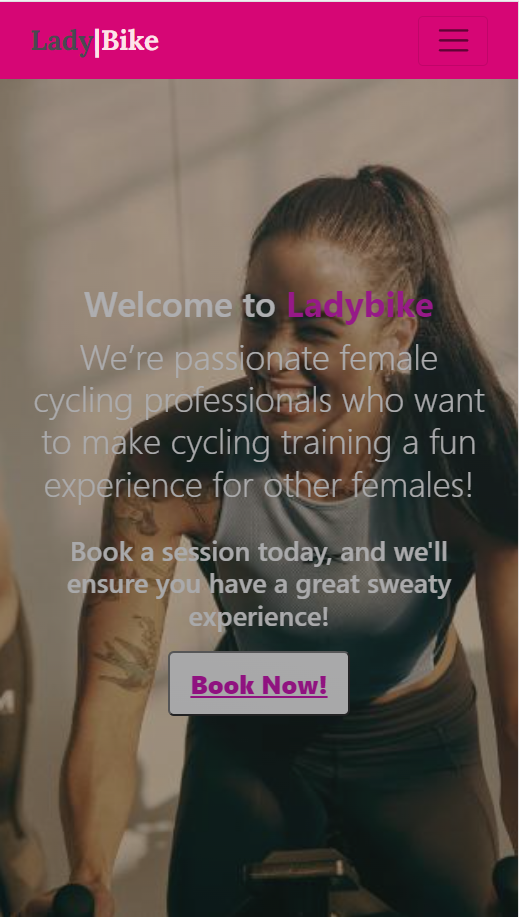 Lady|Bike
Welcome to Ladybike
We’re passionate female
cycling professionals who want
to make cycling training a fun
experience for other females!
Book a session today, and we'll
ensure you have a great sweaty
experience!
Book Now!